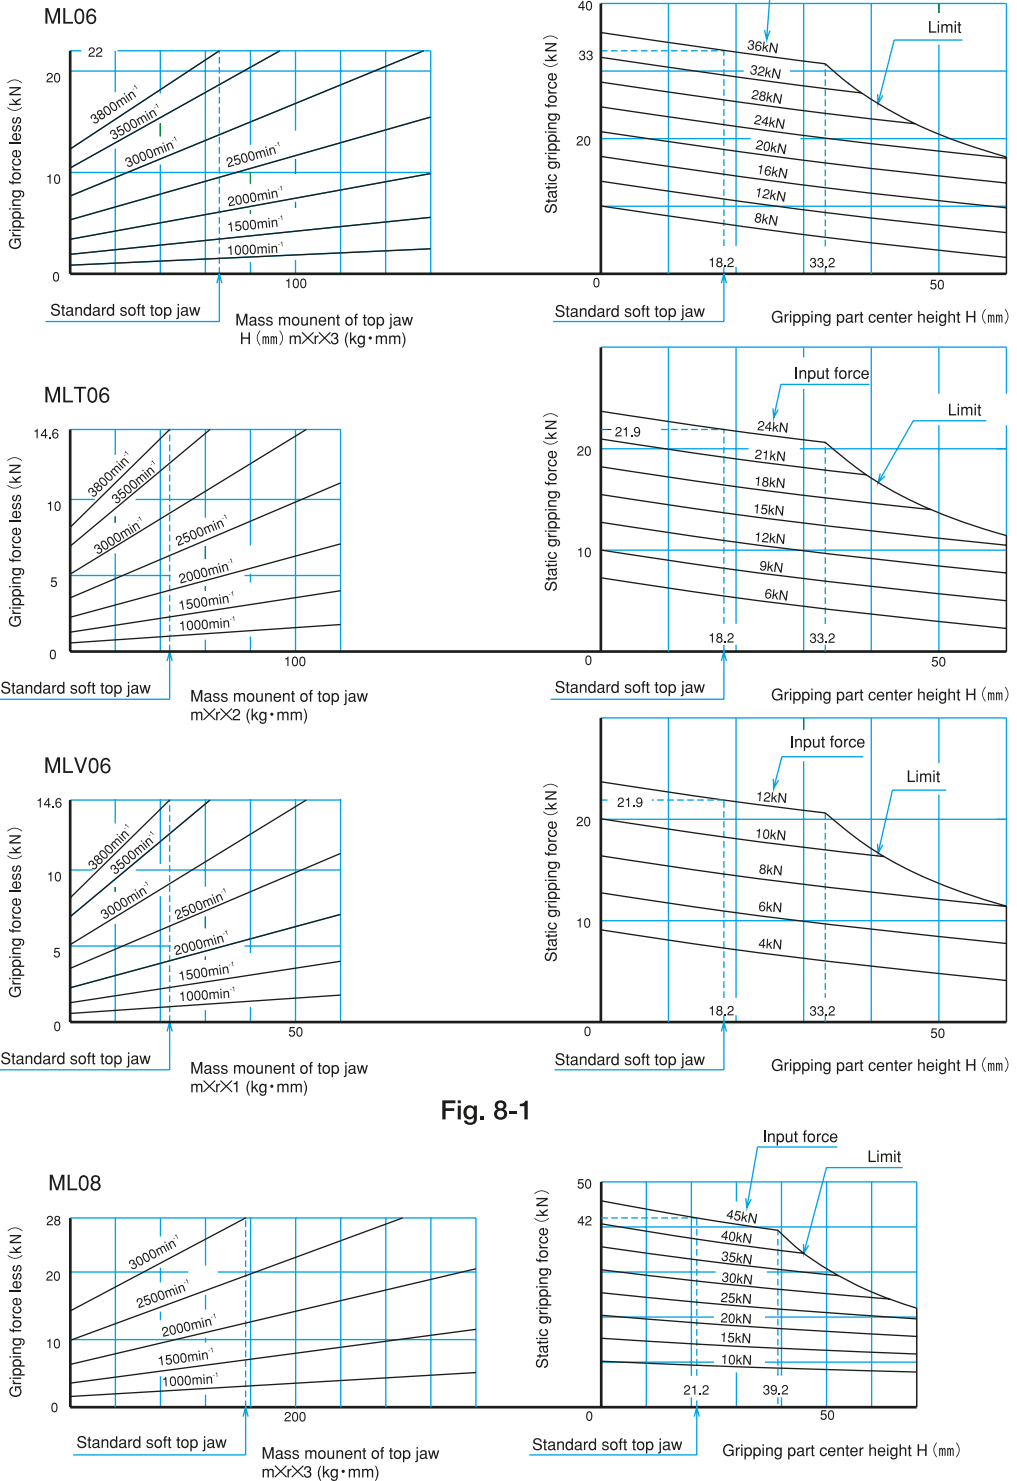 ML06
Gripping force less (kN)
22
20
10
0
3800min⁻¹
3500min⁻¹
3000min⁻¹
2500min⁻¹
2000min⁻¹
1500min⁻¹
1000min⁻¹
100
Standard soft top jaw
Mass mounent of top jaw
H (mm) m×r×3 (kg・mm)
Static gripping force (kN)
40
33
20
0
36kN
32kN
28kN
24kN
20kN
16kN
12kN
8kN
Limit
18.2
33.2
50
Standard soft top jaw
Gripping part center height H (mm)
MLT06
Gripping force less (kN)
14.6
10
5
0
3800min⁻¹
3500min⁻¹
3000min⁻¹
2500min⁻¹
2000min⁻¹
1500min⁻¹
1000min⁻¹
100
Standard soft top jaw
Mass mounent of top jaw
m×r×2 (kg・mm)
Static gripping force (kN)
Input force
Limit
21.9
20
10
0
24kN
21kN
18kN
15kN
12kN
9kN
6kN
18.2
33.2
50
Standard soft top jaw
Gripping part center height H (mm)
MLV06
Gripping force less (kN)
14.6
10
5
0
3800min⁻¹
3500min⁻¹
3000min⁻¹
2500min⁻¹
2000min⁻¹
1500min⁻¹
1000min⁻¹
50
Standard soft top jaw
Mass mounent of top jaw
m×r×1 (kg・mm)
Static gripping force (kN)
Input force
Limit
21.9
20
10
0
12kN
10kN
8kN
6kN
4kN
18.2
33.2
50
Standard soft top jaw
Gripping part center height H (mm)
Fig. 8-1
ML08
Gripping force less (kN)
28
20
10
0
3000min⁻¹
2500min⁻¹
2000min⁻¹
1500min⁻¹
1000min⁻¹
200
Standard soft top jaw
Mass mounent of top jaw
m×r×3 (kg・mm)
Static gripping force (kN)
Input force
Limit
50
42
0
45kN
40kN
35kN
30kN
25kN
20kN
15kN
10kN
21.2
39.2
50
Standard soft top jaw
Gripping part center height H (mm)